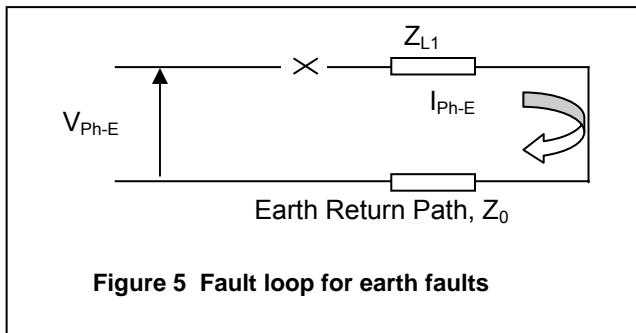 Z_L1
I_Ph-E
V_Ph-E
Earth Return Path, Z_0
Figure 5 Fault loop for earth faults